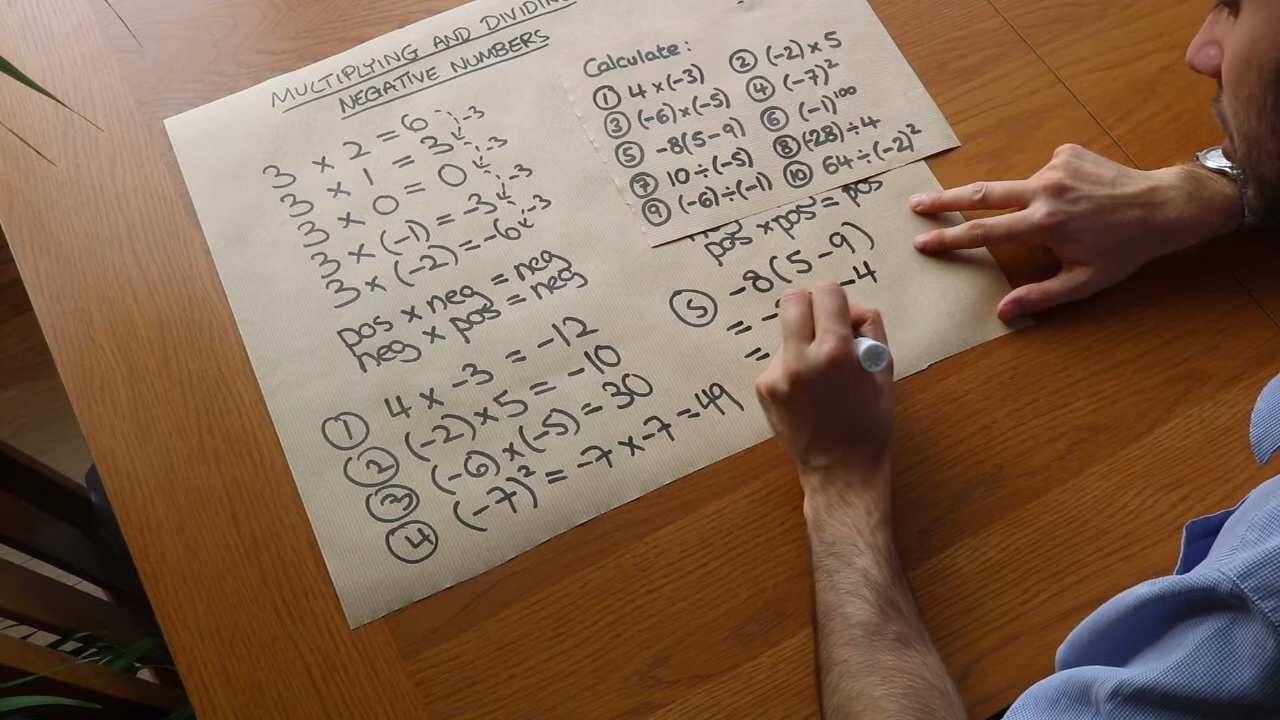 MULTIPLYING AND DIVIDING
NEGATIVE NUMBERS
3 × 2 = 6
-3
3 × 1 = 3
-3
3 × 0 = 0
-3
3 × (-1) = -3
-3
3 × (-2) = -6
pos × neg = neg
neg × pos = neg
① 4 × -3 = -12
② (-2) × 5 = -10
③ (-6) × (-5) = 30
④ (-7)² = -7 × -7 = 49
Calculate:
① 4 × (-3)
② (-2) × 5
③ (-6) × (-5)
④ (-7)²
⑤ -8(5-9)
⑥ (-1)¹⁰⁰
⑦ 10 ÷ (-5)
⑧ (28) ÷ 4
⑨ (-6) ÷ (-1)
⑩ 64 ÷ (-2)²
pos × pos = pos
⑤ -8(5-9)
= - -4
=